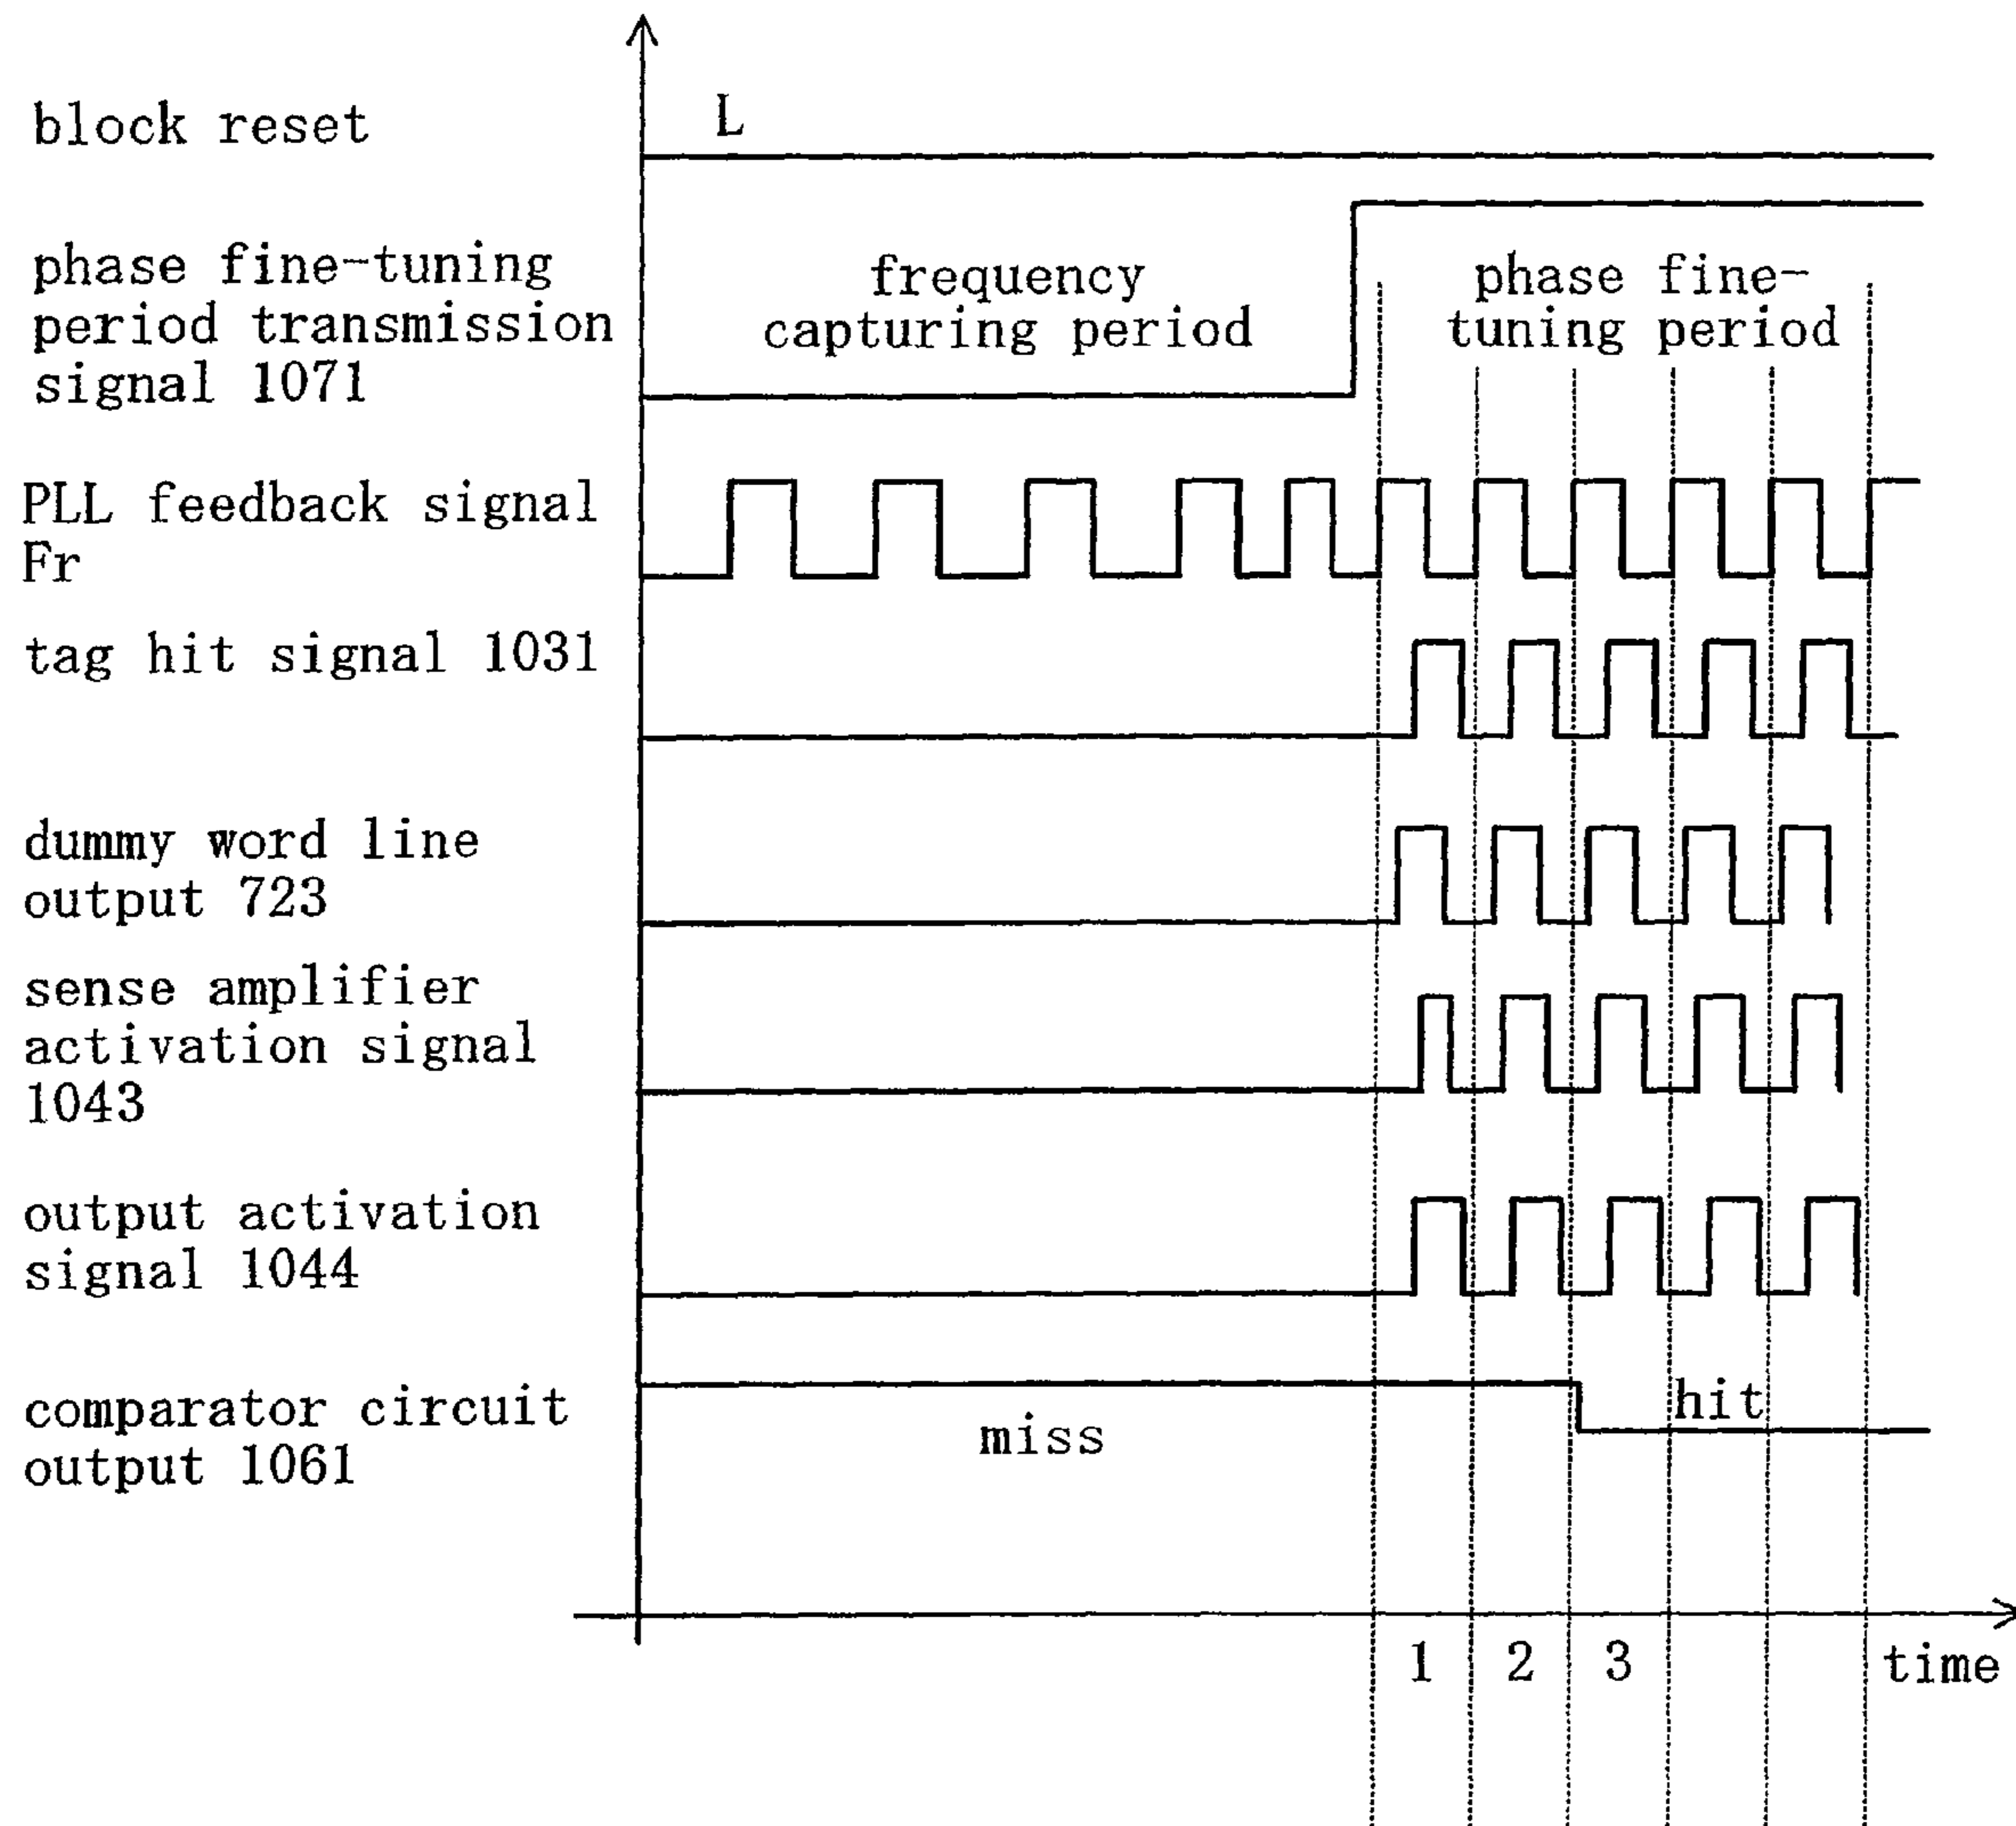 block reset
L
phase fine-tuning
period transmission
signal 1071
frequency
capturing period
phase fine-
tuning period
PLL feedback signal
Fr
tag hit signal 1031
dummy word line
output 723
sense amplifier
activation signal
1043
output activation
signal 1044
comparator circuit
output 1061
miss
hit
1 2 3 time